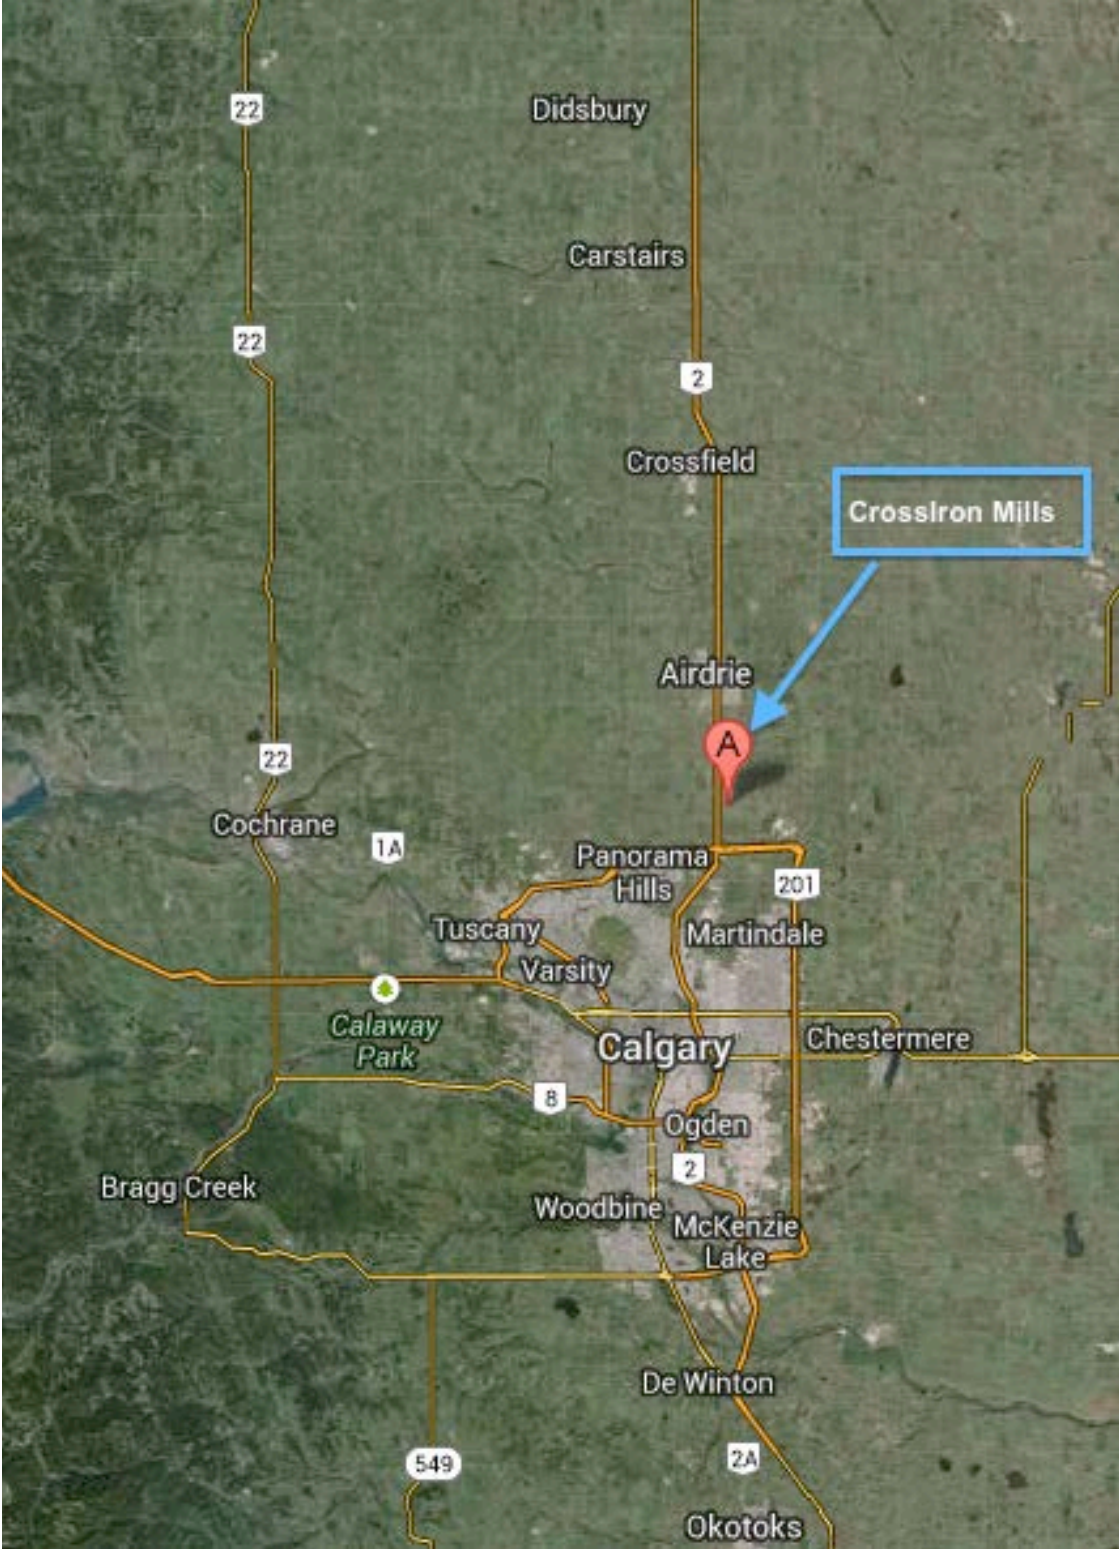 22
Didsbury
Carstairs
22
2
Crossfield
CrossIron Mills
Airdrie
A
22
Cochrane
1A
Panorama
Hills
201
Tuscany
Martindale
Varsity
Calaway
Park
Calgary
Chestermere
8
Ogden
2
Bragg Creek
Woodbine
McKenzie
Lake
De Winton
2A
549
Okotoks